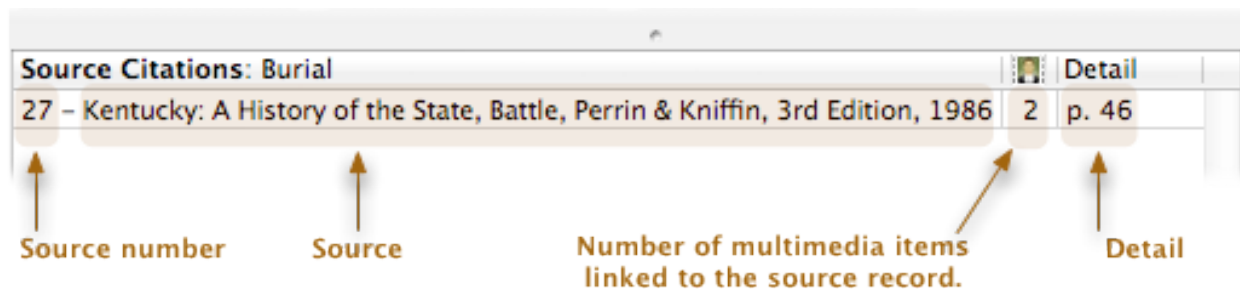 Source Citations: Burial Detail
27 – Kentucky: A History of the State, Battle, Perrin & Kniffin, 3rd Edition, 1986 2 p. 46
Source number Source Number of multimedia items Detail
linked to the source record.